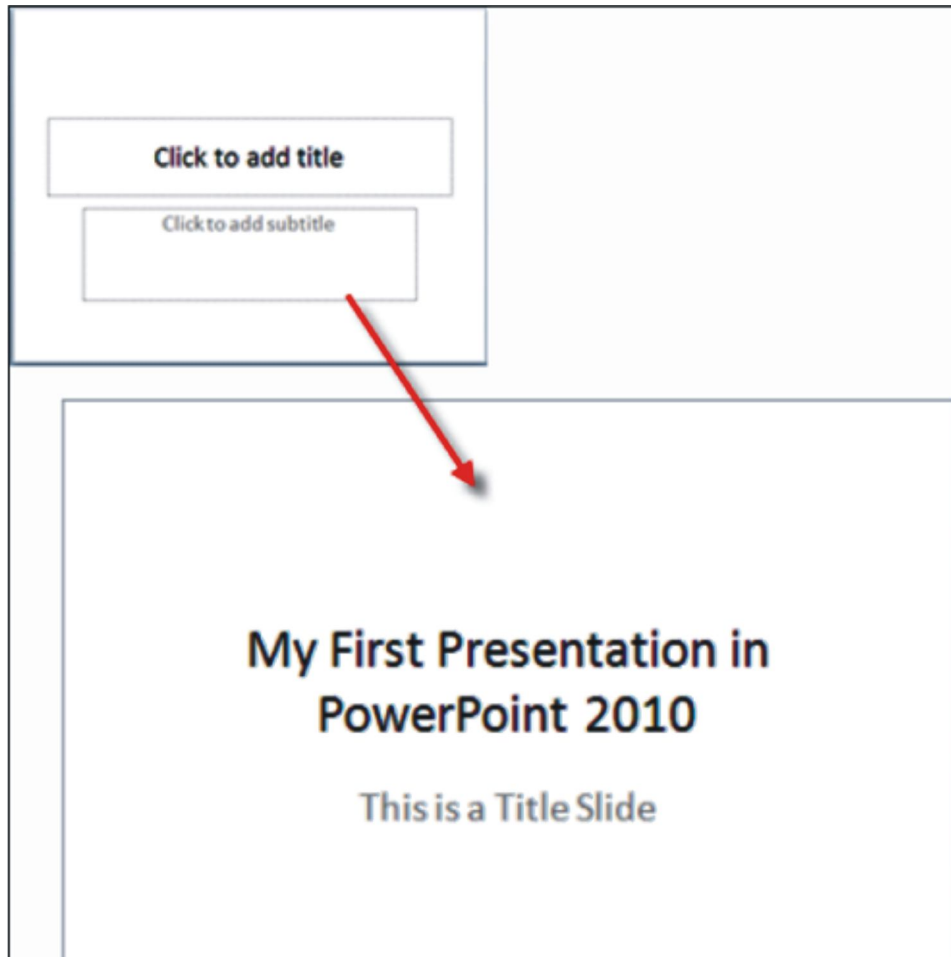 Click to add title
Click to add subtitle
My First Presentation in
PowerPoint 2010
This is a Title Slide